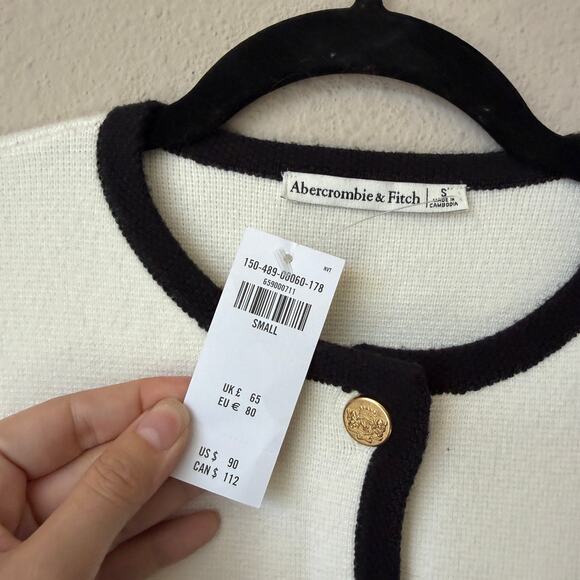 Abercrombie & Fitch
S
MADE IN
CAMBODIA
150-489-00060-178
NVT
659000711
SMALL
UK £ 65
EU € 80
US $ 90
CAN $ 112